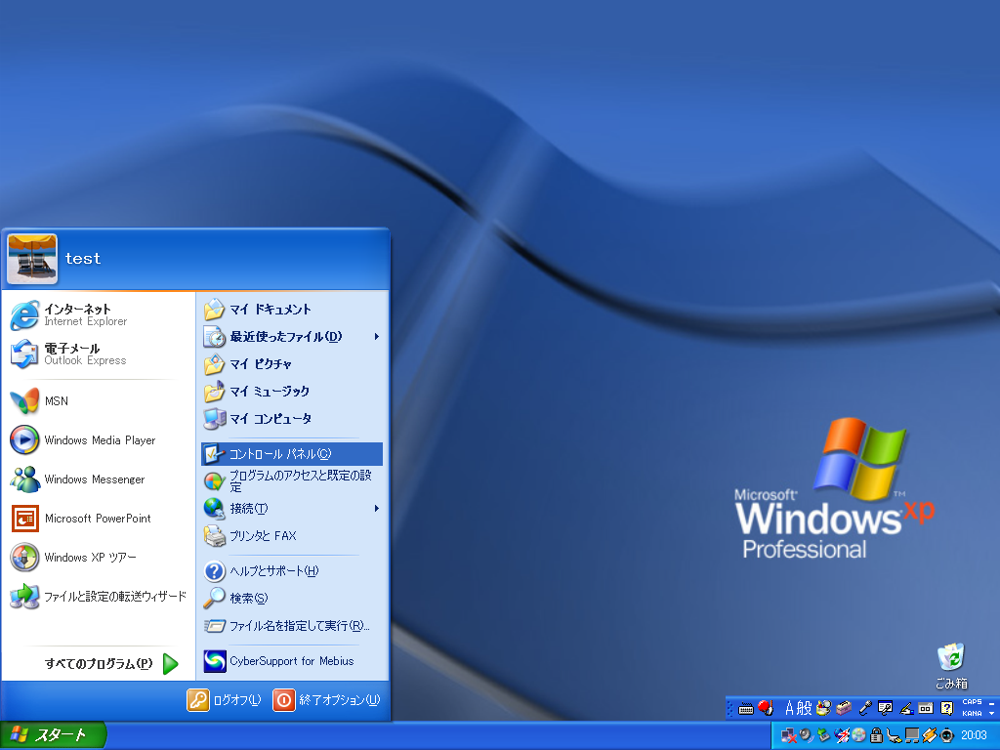 test
インターネット
Internet Explorer
電子メール
Outlook Express
MSN
Windows Media Player
Windows Messenger
Microsoft PowerPoint
Windows XP ツアー
ファイルと設定の転送ウィザード
すべてのプログラム(P)
マイ ドキュメント
最近使ったファイル(D)
マイ ピクチャ
マイ ミュージック
マイ コンピュータ
コントロール パネル(C)
プログラムのアクセスと既定の設
定
接続(T)
プリンタと FAX
ヘルプとサポート(H)
検索(S)
ファイル名を指定して実行(R)...
CyberSupport for Mebius
ログオフ(L)
終了オプション(U)
スタート
Microsoft®
Windows xp
TM
Professional
ごみ箱
A 般
CAPS
KANA
20:03